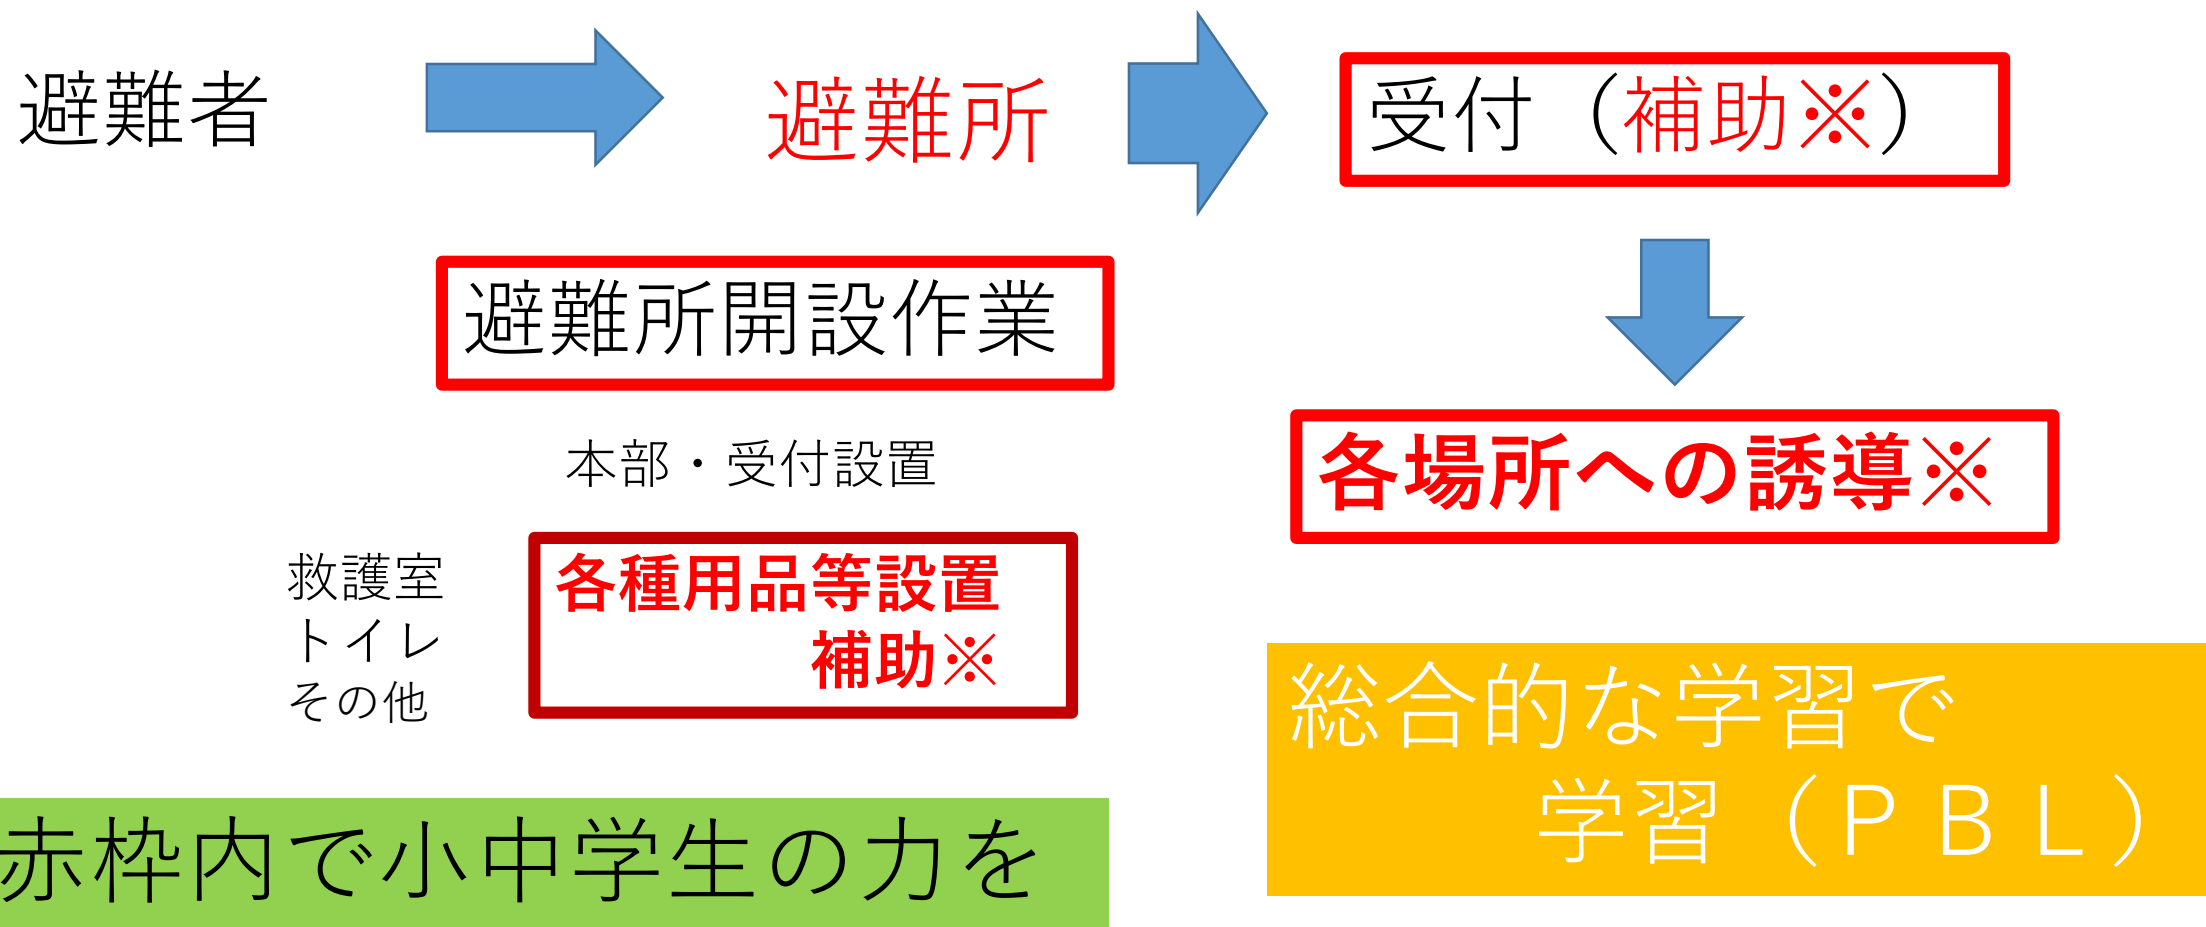 避難者
避難所
受付（補助※）
避難所開設作業
本部・受付設置
各場所への誘導※
救護室
トイレ
その他
各種用品等設置
補助※
総合的な学習で
学習（ＰＢＬ）
赤枠内で小中学生の力を